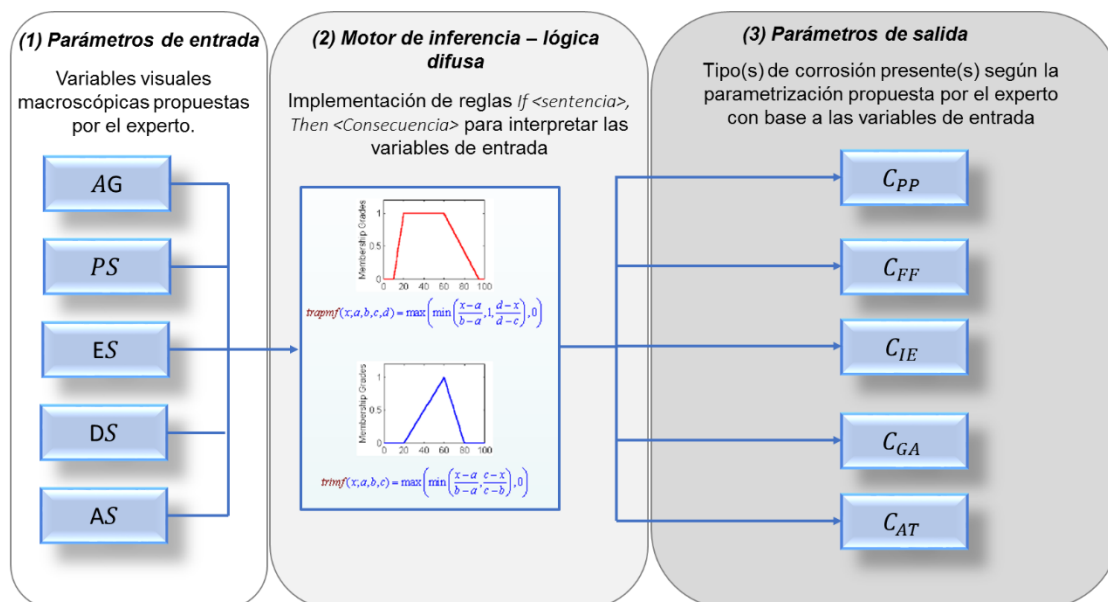 (1) Parámetros de entrada
Variables visuales
macroscópicas propuestas
por el experto.
AG
PS
ES
DS
AS
(2) Motor de inferencia – lógica
difusa
Implementación de reglas If <sentencia>,
Then <Consecuencia> para interpretar las
variables de entrada
Membership Grades
1
0.5
0
0 20 40 60 80 100
trapmf(x,a,b,c,d) = max(min((x-a)/(b-a),1,(d-x)/(d-c)),0)
Membership Grades
1
0.5
0
0 20 40 60 80 100
trimf(x,a,b,c) = max(min((x-a)/(b-a),(c-x)/(c-b)),0)
(3) Parámetros de salida
Tipo(s) de corrosión presente(s) según la
parametrización propuesta por el experto
con base a las variables de entrada
C_PP
C_FF
C_IE
C_GA
C_AT